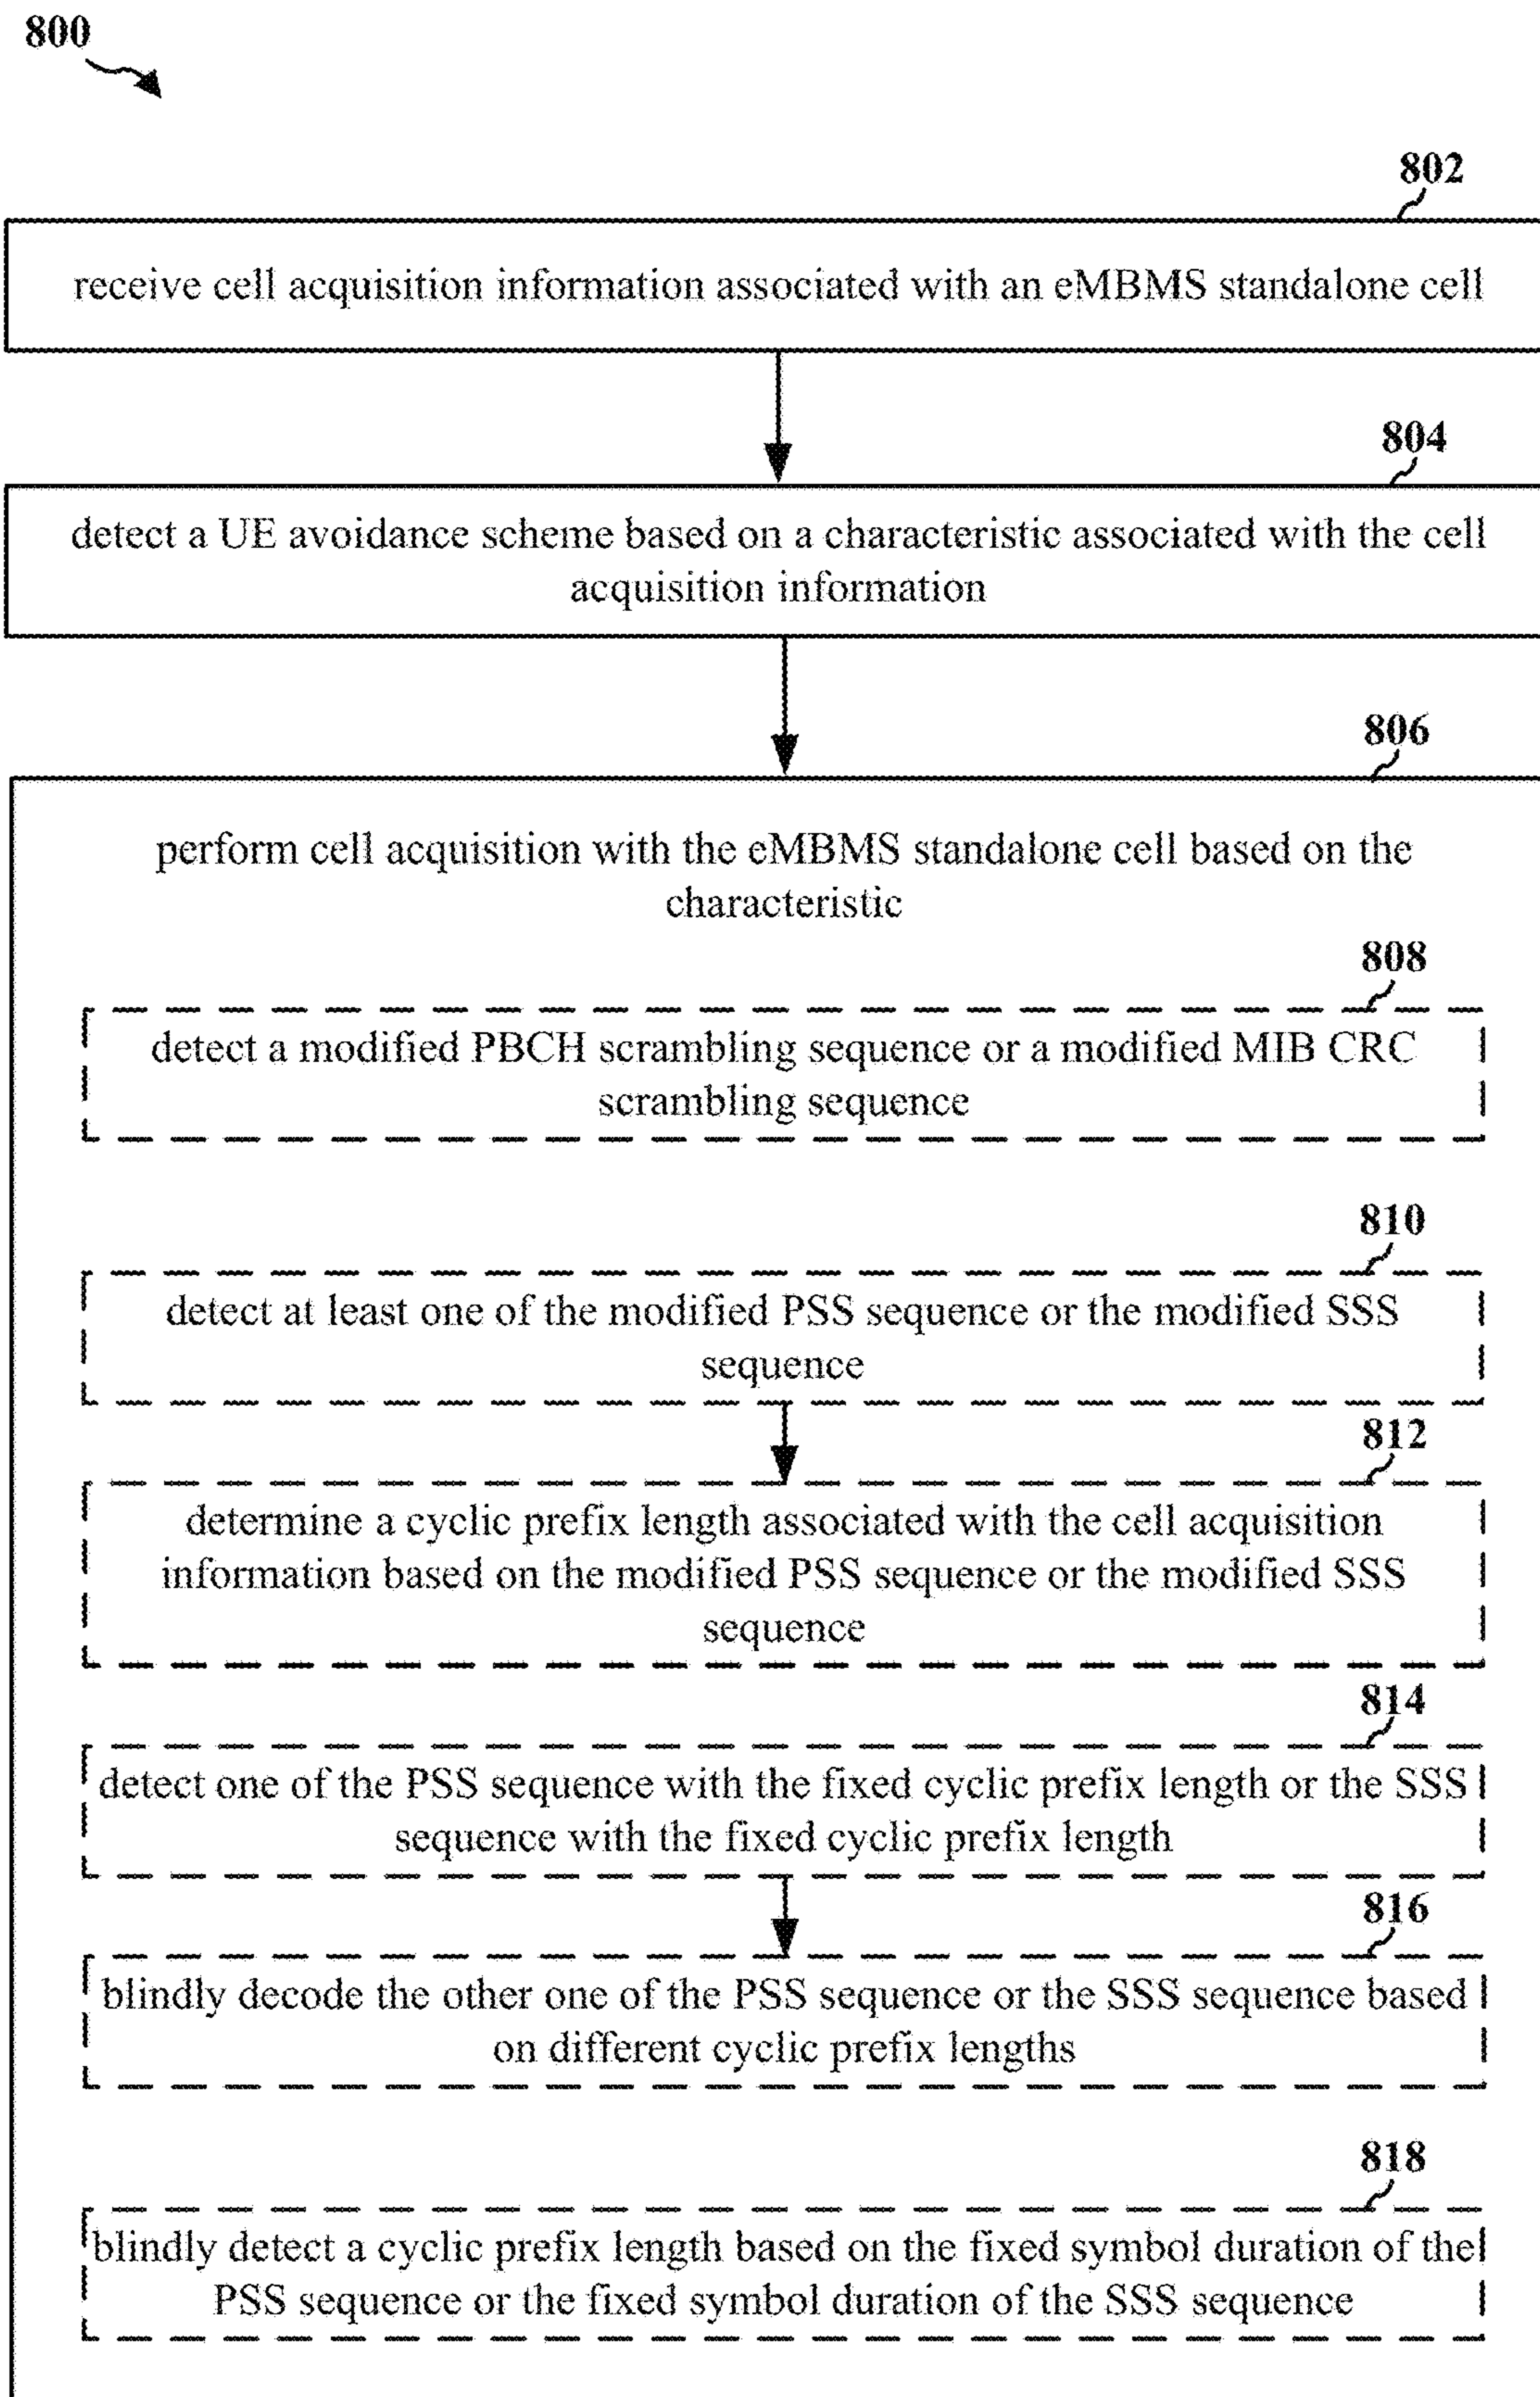 800
802
receive cell acquisition information associated with an eMBMS standalone cell
804
detect a UE avoidance scheme based on a characteristic associated with the cell
acquisition information
806
perform cell acquisition with the eMBMS standalone cell based on the
characteristic
808
detect a modified PBCH scrambling sequence or a modified MIB CRC
scrambling sequence
810
detect at least one of the modified PSS sequence or the modified SSS
sequence
812
determine a cyclic prefix length associated with the cell acquisition
information based on the modified PSS sequence or the modified SSS
sequence
814
detect one of the PSS sequence with the fixed cyclic prefix length or the SSS
sequence with the fixed cyclic prefix length
816
blindly decode the other one of the PSS sequence or the SSS sequence based
on different cyclic prefix lengths
818
blindly detect a cyclic prefix length based on the fixed symbol duration of the
PSS sequence or the fixed symbol duration of the SSS sequence